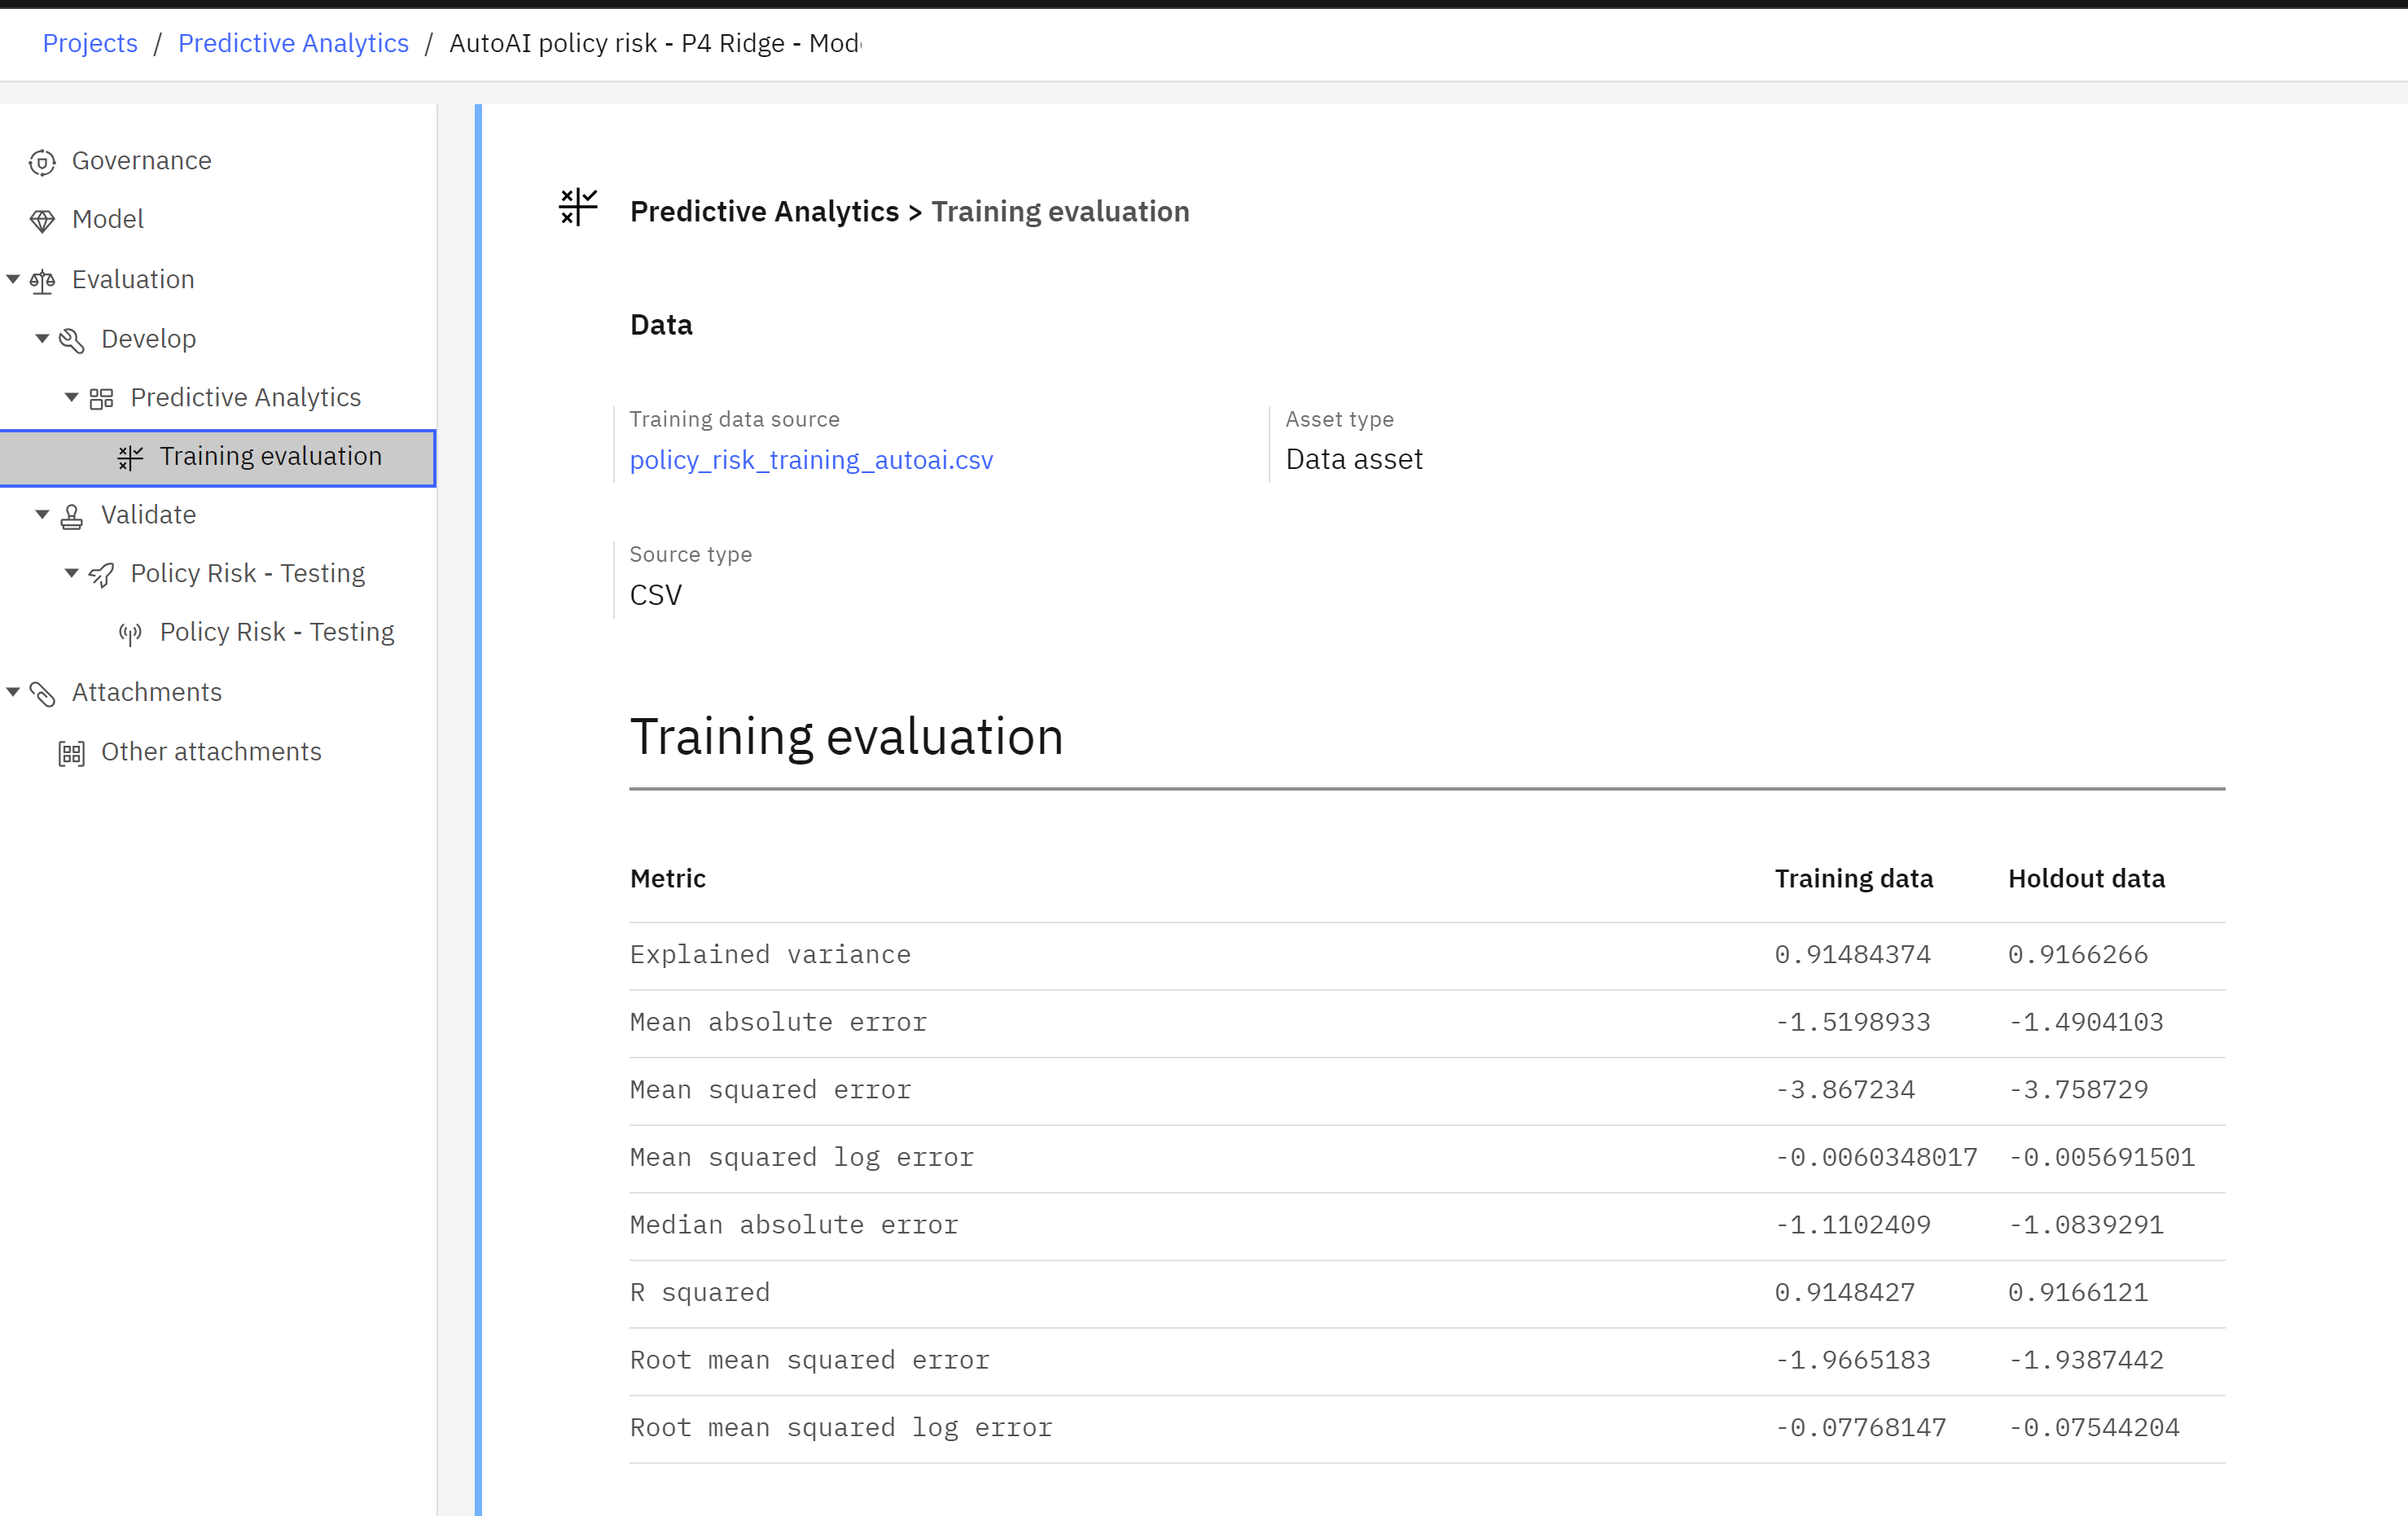 Projects / Predictive Analytics / AutoAI policy risk - P4 Ridge -
Governance
Model
Evaluation
Develop
Predictive Analytics
Training evaluation
Validate
Policy Risk - Testing
Policy Risk - Testing
Attachments
Other attachments
Predictive Analytics > Training evaluation
Data
Training data source
policy_risk_training_autoai.csv
Asset type
Data asset
Source type
CSV
Training evaluation
Metric Training data Holdout data
Explained variance 0.91484374 0.9166266
Mean absolute error -1.5198933 -1.4904103
Mean squared error -3.867234 -3.758729
Mean squared log error -0.0060348017 -0.005691501
Median absolute error -1.1102409 -1.0839291
R squared 0.9148427 0.9166121
Root mean squared error -1.9665183 -1.9387442
Root mean squared log error -0.07768147 -0.07544204